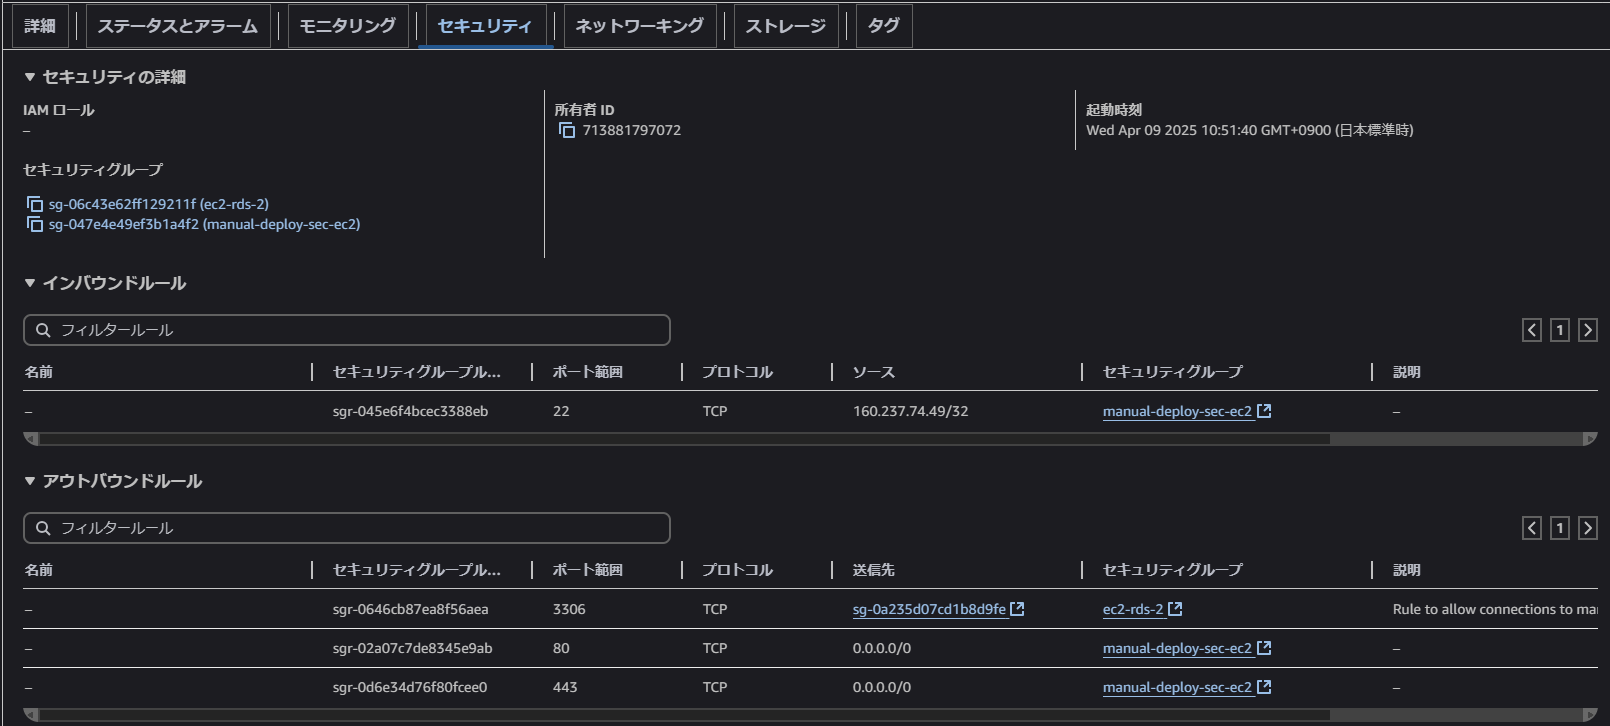 詳細 ステータスとアラーム モニタリング セキュリティ ネットワーキング ストレージ タグ
セキュリティの詳細
IAM ロール
–
所有者 ID
713881797072
起動時刻
Wed Apr 09 2025 10:51:40 GMT+0900 (日本標準時)
セキュリティグループ
sg-06c43e62ff129211f (ec2-rds-2)
sg-047e4e49ef3b1a4f2 (manual-deploy-sec-ec2)
インバウンドルール
フィルタールール
1
名前 セキュリティグループル... ポート範囲 プロトコル ソース セキュリティグループ 説明
– sgr-045e6f4bcec3388eb 22 TCP 160.237.74.49/32 manual-deploy-sec-ec2 –
アウトバウンドルール
フィルタールール
1
名前 セキュリティグループル... ポート範囲 プロトコル 送信先 セキュリティグループ 説明
– sgr-0646cb87ea8f56aea 3306 TCP sg-0a235d07cd1b8d9fe ec2-rds-2 Rule to allow connections to ma
– sgr-02a07c7de8345e9ab 80 TCP 0.0.0.0/0 manual-deploy-sec-ec2 –
– sgr-0d6e34d76f80fcee0 443 TCP 0.0.0.0/0 manual-deploy-sec-ec2 –